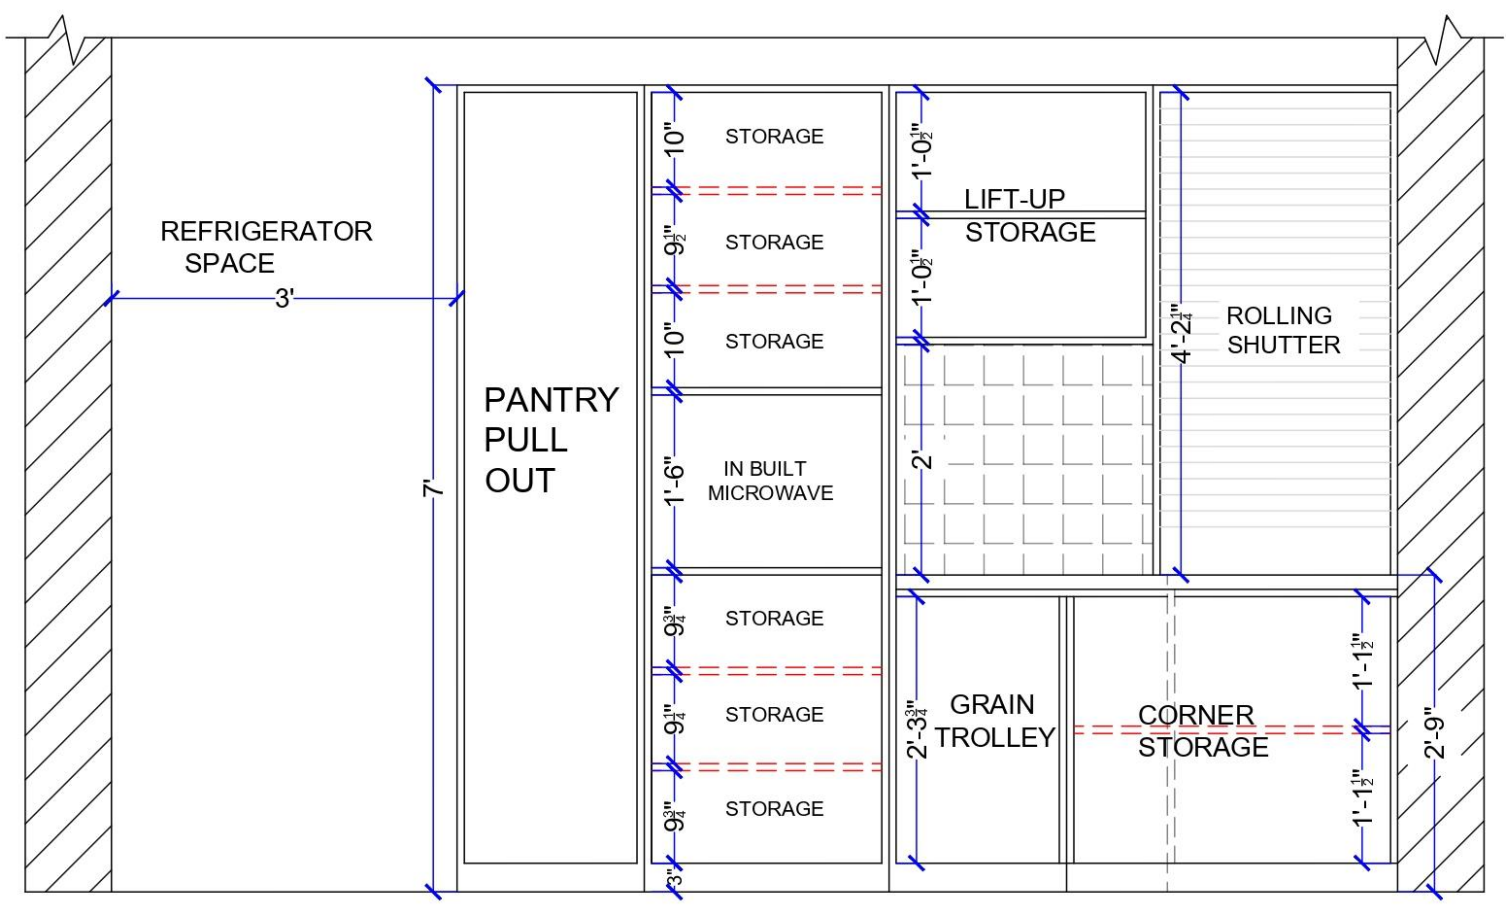 REFRIGERATOR
SPACE
3'
7'
PANTRY
PULL
OUT
10"
STORAGE
9½"
STORAGE
10"
STORAGE
1'-6"
IN BUILT
MICROWAVE
9¾"
STORAGE
9¼"
STORAGE
9¾"
STORAGE
3"
1'-0½"
LIFT-UP
STORAGE
1'-0½"
2'
4'-2¼"
ROLLING
SHUTTER
2'-3¾"
GRAIN
TROLLEY
CORNER
STORAGE
1'-1½"
1'-1½"
2'-9"